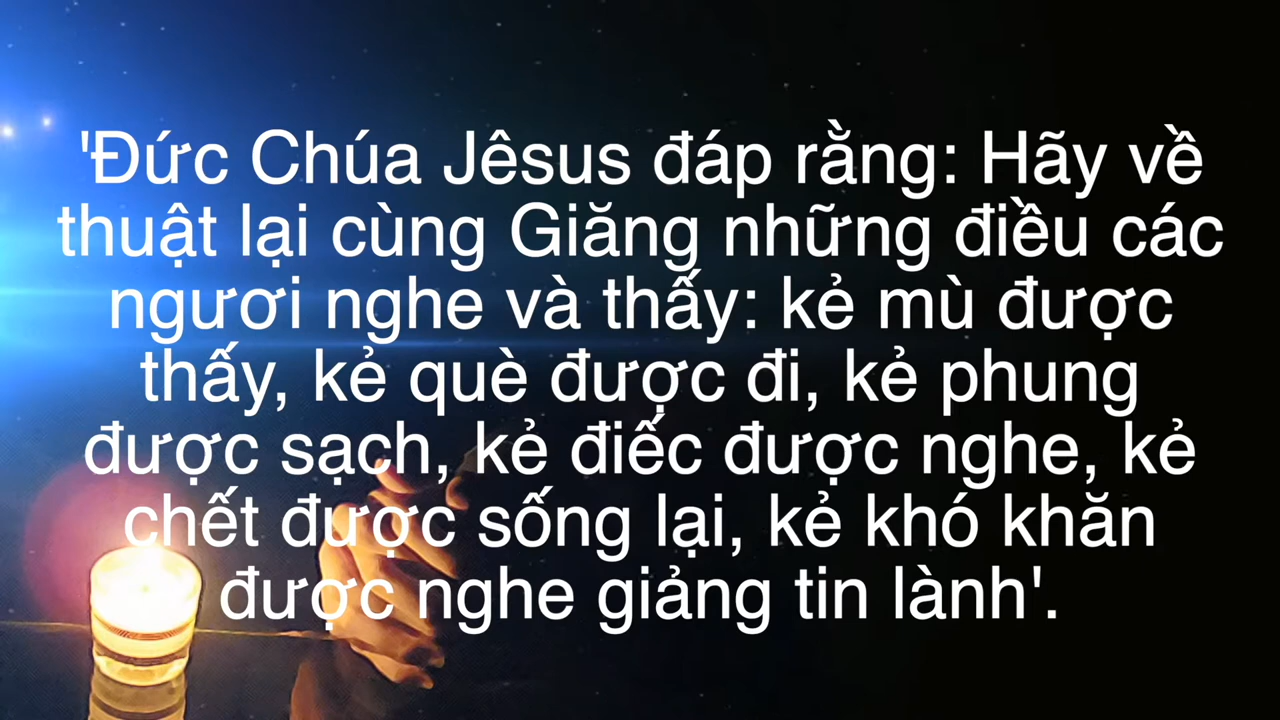 'Đức Chúa Jêsus đáp rằng: Hãy về
thuật lại cùng Giăng những điều các
ngươi nghe và thấy: kẻ mù được
thấy, kẻ què được đi, kẻ phung
được sạch, kẻ điếc được nghe, kẻ
chết được sống lại, kẻ khó khăn
được nghe giảng tin lành'.